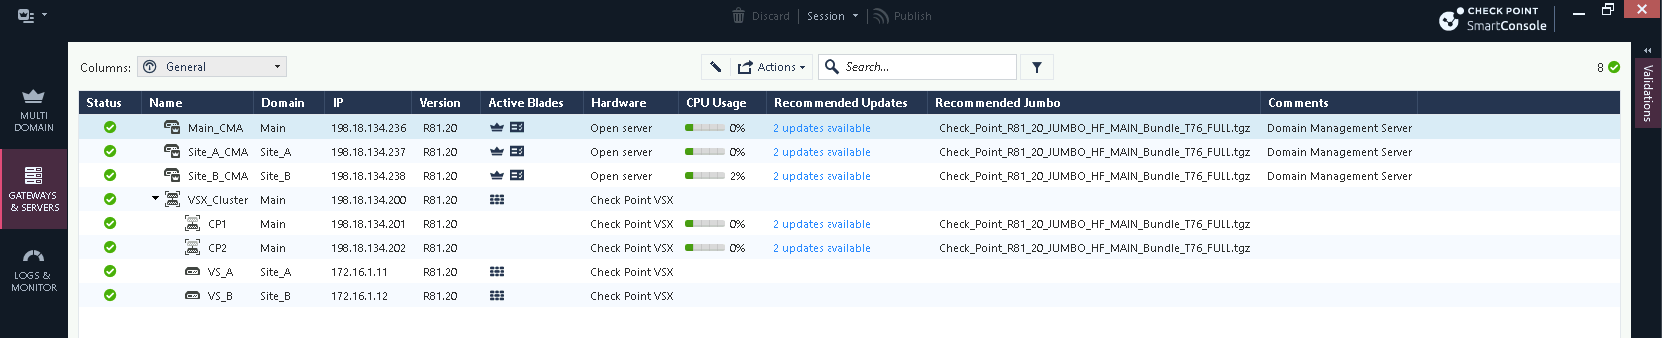 Discard Session Publish
CHECK POINT
SmartConsole
Columns: General Actions Search... 8
Validations
MULTI
DOMAIN
GATEWAYS
& SERVERS
LOGS &
MONITOR
Status Name Domain IP Version Active Blades Hardware CPU Usage Recommended Updates Recommended Jumbo Comments
Main_CMA Main 198.18.134.236 R81.20 Open server 0% 2 updates available Check_Point_R81_20_JUMBO_HF_MAIN_Bundle_T76_FULL.tgz Domain Management Server
Site_A_CMA Site_A 198.18.134.237 R81.20 Open server 0% 2 updates available Check_Point_R81_20_JUMBO_HF_MAIN_Bundle_T76_FULL.tgz Domain Management Server
Site_B_CMA Site_B 198.18.134.238 R81.20 Open server 2% 2 updates available Check_Point_R81_20_JUMBO_HF_MAIN_Bundle_T76_FULL.tgz Domain Management Server
VSX_Cluster Main 198.18.134.200 R81.20 Check Point VSX
CP1 Main 198.18.134.201 R81.20 Check Point VSX 0% 2 updates available Check_Point_R81_20_JUMBO_HF_MAIN_Bundle_T76_FULL.tgz
CP2 Main 198.18.134.202 R81.20 Check Point VSX 0% 2 updates available Check_Point_R81_20_JUMBO_HF_MAIN_Bundle_T76_FULL.tgz
VS_A Site_A 172.16.1.11 R81.20 Check Point VSX
VS_B Site_B 172.16.1.12 R81.20 Check Point VSX